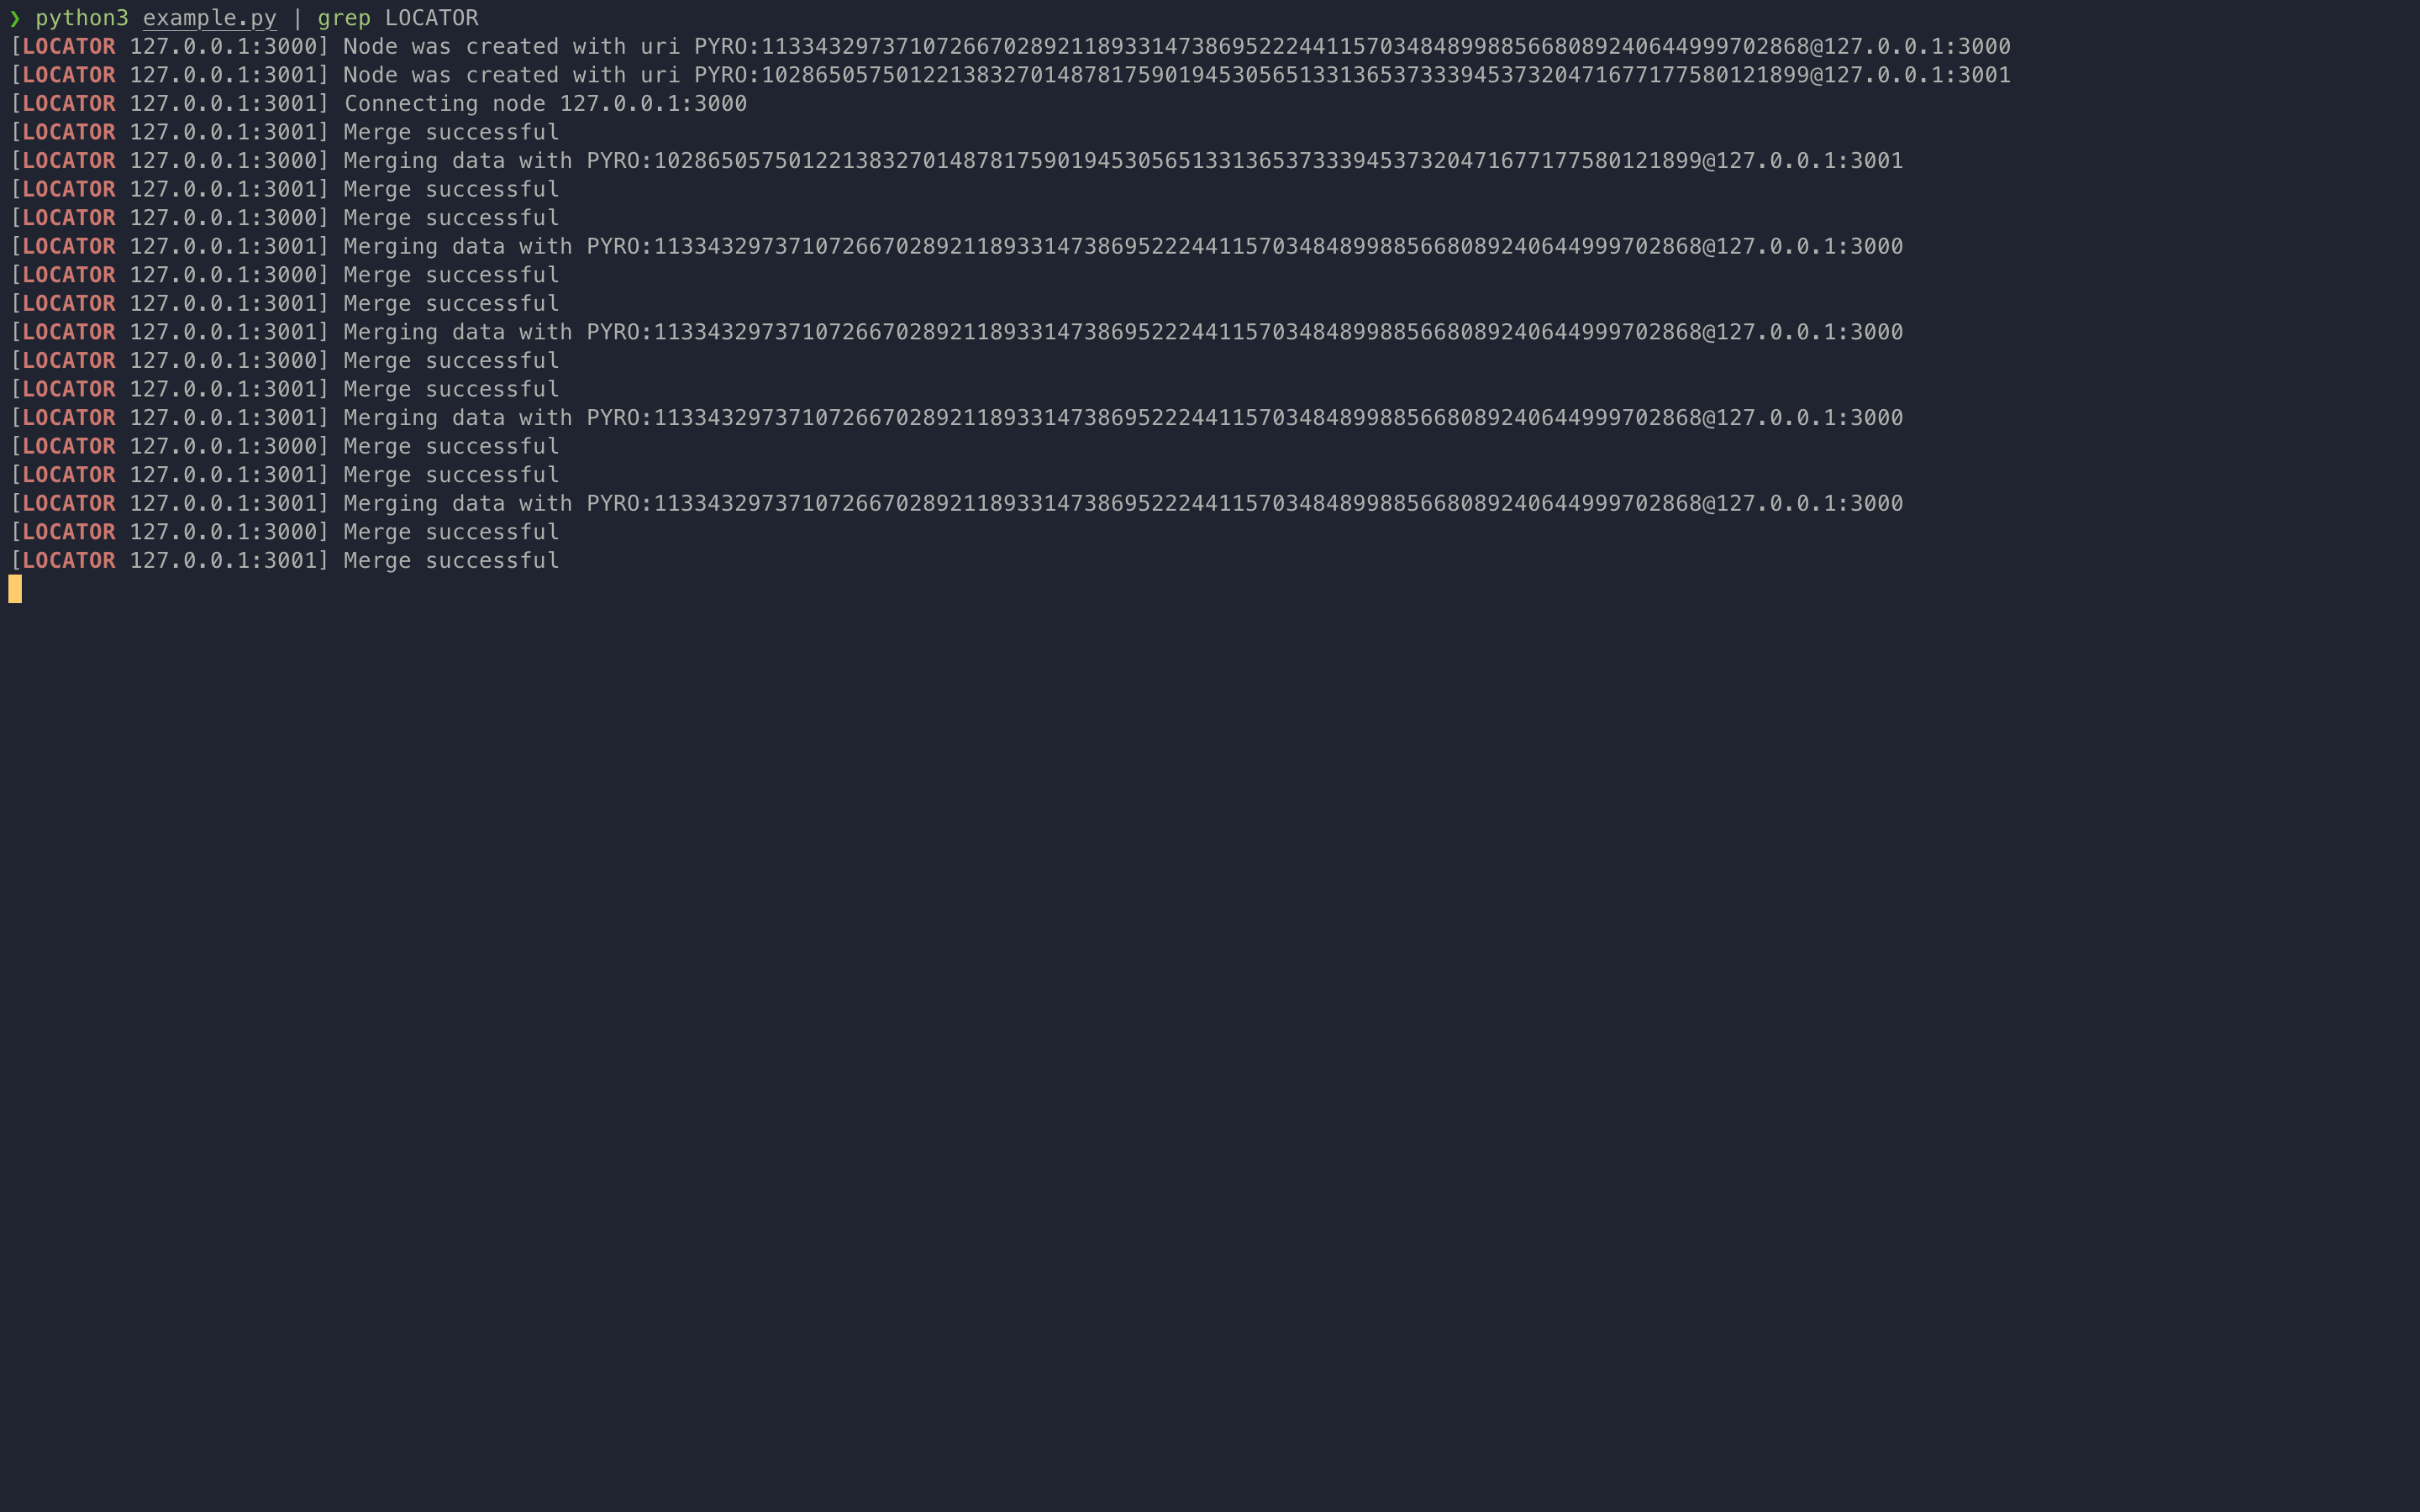 ❯ python3 example.py | grep LOCATOR
[LOCATOR 127.0.0.1:3000] Node was created with uri PYRO:113343297371072667028921189331473869522244115703484899885668089240644999702868@127.0.0.1:3000
[LOCATOR 127.0.0.1:3001] Node was created with uri PYRO:102865057501221383270148781759019453056513313653733394537320471677177580121899@127.0.0.1:3001
[LOCATOR 127.0.0.1:3001] Connecting node 127.0.0.1:3000
[LOCATOR 127.0.0.1:3001] Merge successful
[LOCATOR 127.0.0.1:3000] Merging data with PYRO:102865057501221383270148781759019453056513313653733394537320471677177580121899@127.0.0.1:3001
[LOCATOR 127.0.0.1:3001] Merge successful
[LOCATOR 127.0.0.1:3000] Merge successful
[LOCATOR 127.0.0.1:3001] Merging data with PYRO:113343297371072667028921189331473869522244115703484899885668089240644999702868@127.0.0.1:3000
[LOCATOR 127.0.0.1:3000] Merge successful
[LOCATOR 127.0.0.1:3001] Merge successful
[LOCATOR 127.0.0.1:3001] Merging data with PYRO:113343297371072667028921189331473869522244115703484899885668089240644999702868@127.0.0.1:3000
[LOCATOR 127.0.0.1:3000] Merge successful
[LOCATOR 127.0.0.1:3001] Merge successful
[LOCATOR 127.0.0.1:3001] Merging data with PYRO:113343297371072667028921189331473869522244115703484899885668089240644999702868@127.0.0.1:3000
[LOCATOR 127.0.0.1:3000] Merge successful
[LOCATOR 127.0.0.1:3001] Merge successful
[LOCATOR 127.0.0.1:3001] Merging data with PYRO:113343297371072667028921189331473869522244115703484899885668089240644999702868@127.0.0.1:3000
[LOCATOR 127.0.0.1:3000] Merge successful
[LOCATOR 127.0.0.1:3001] Merge successful